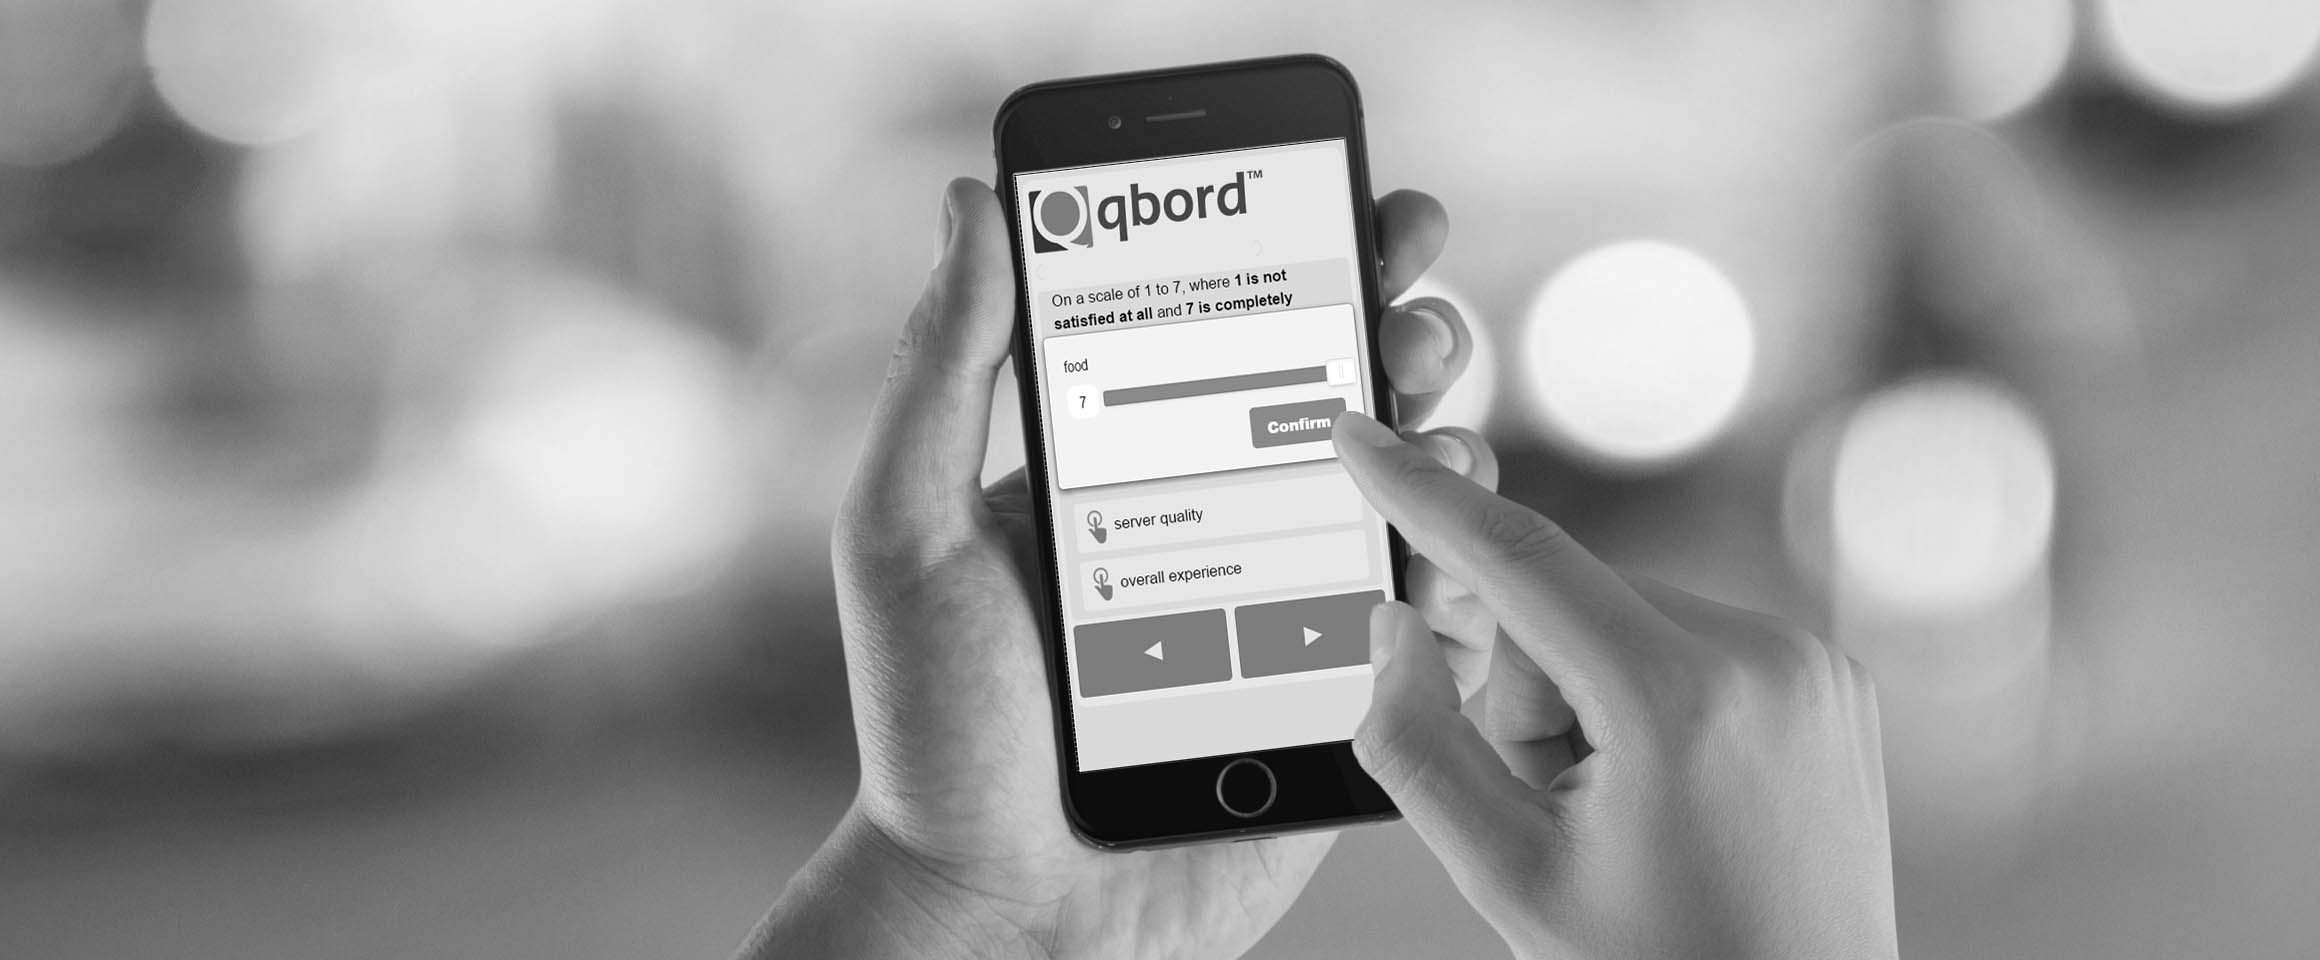 qbord™
On a scale of 1 to 7, where 1 is not
satisfied at all and 7 is completely
food
7
Confirm
server quality
overall experience